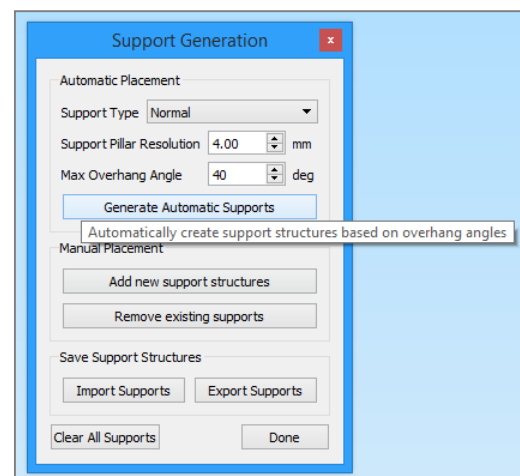 Support Generation
x
Automatic Placement
Support Type Normal
Support Pillar Resolution 4.00 mm
Max Overhang Angle 40 deg
Generate Automatic Supports
Automatically create support structures based on overhang angles
Manual Placement
Add new support structures
Remove existing supports
Save Support Structures
Import Supports Export Supports
Clear All Supports Done